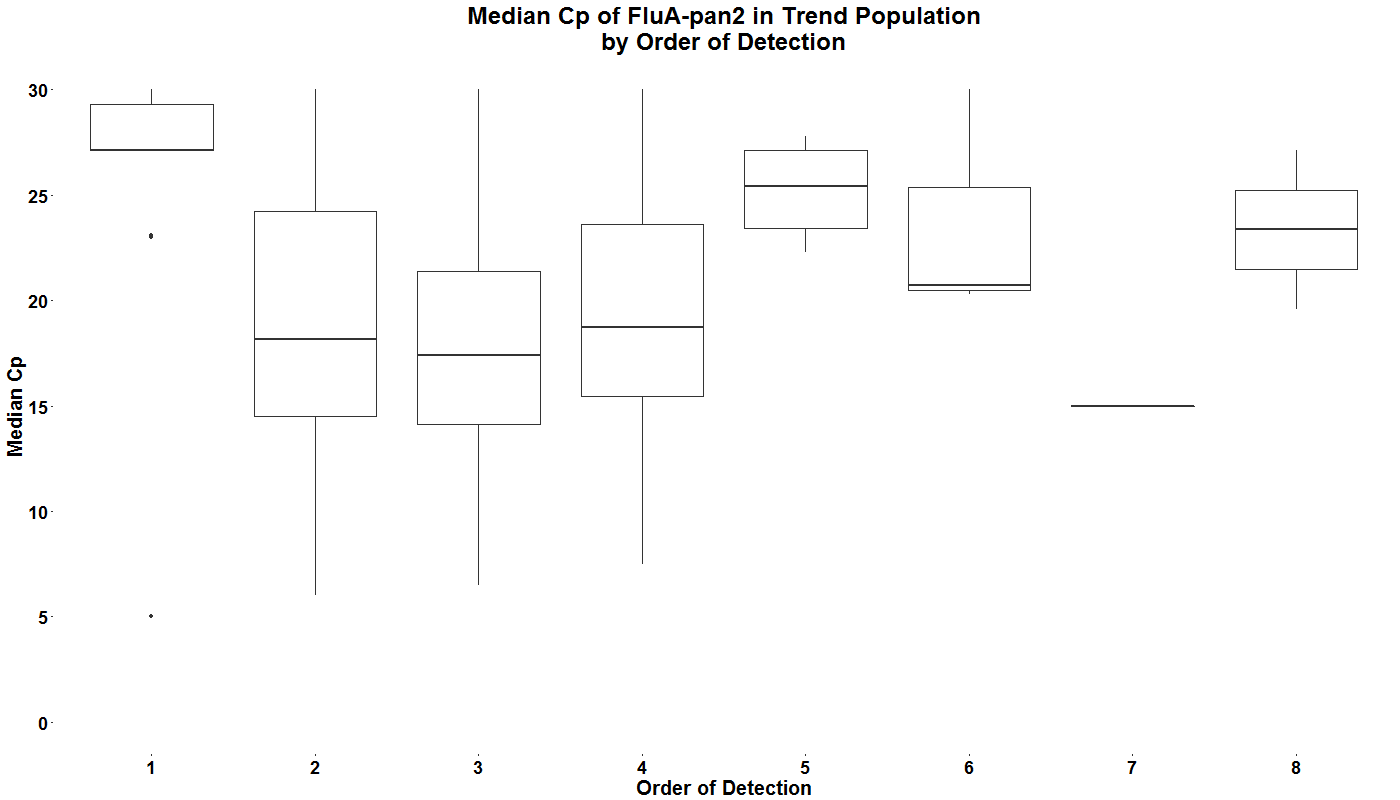 Median Cp of FluA-pan2 in Trend Population
by Order of Detection
30
25
20
15
10
5
0
Median Cp
1 2 3 4 5 6 7 8
Order of Detection